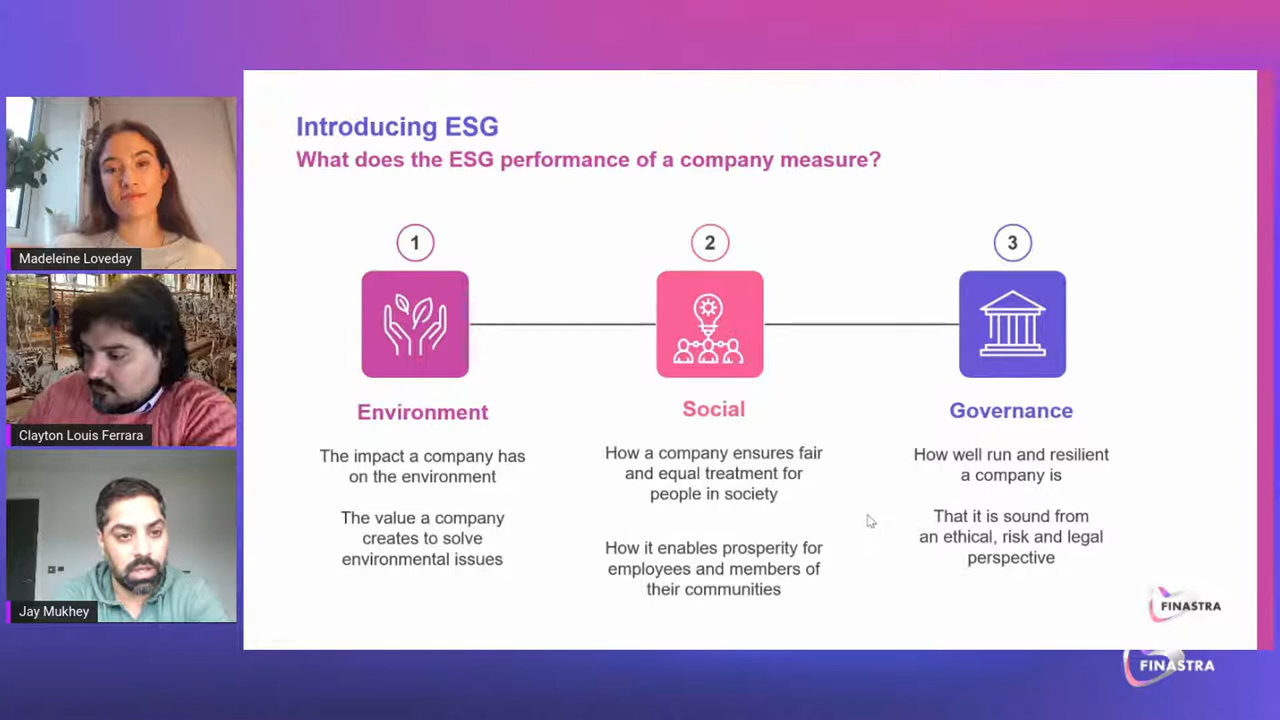 Introducing ESG
What does the ESG performance of a company measure?
Madeleine Loveday
Clayton Louis Ferrara
Jay Mukhey
1
Environment
The impact a company has
on the environment
The value a company
creates to solve
environmental issues
2
Social
How a company ensures fair
and equal treatment for
people in society
How it enables prosperity for
employees and members of
their communities
3
Governance
How well run and resilient
a company is
That it is sound from
an ethical, risk and legal
perspective
FINASTRA
FINASTRA